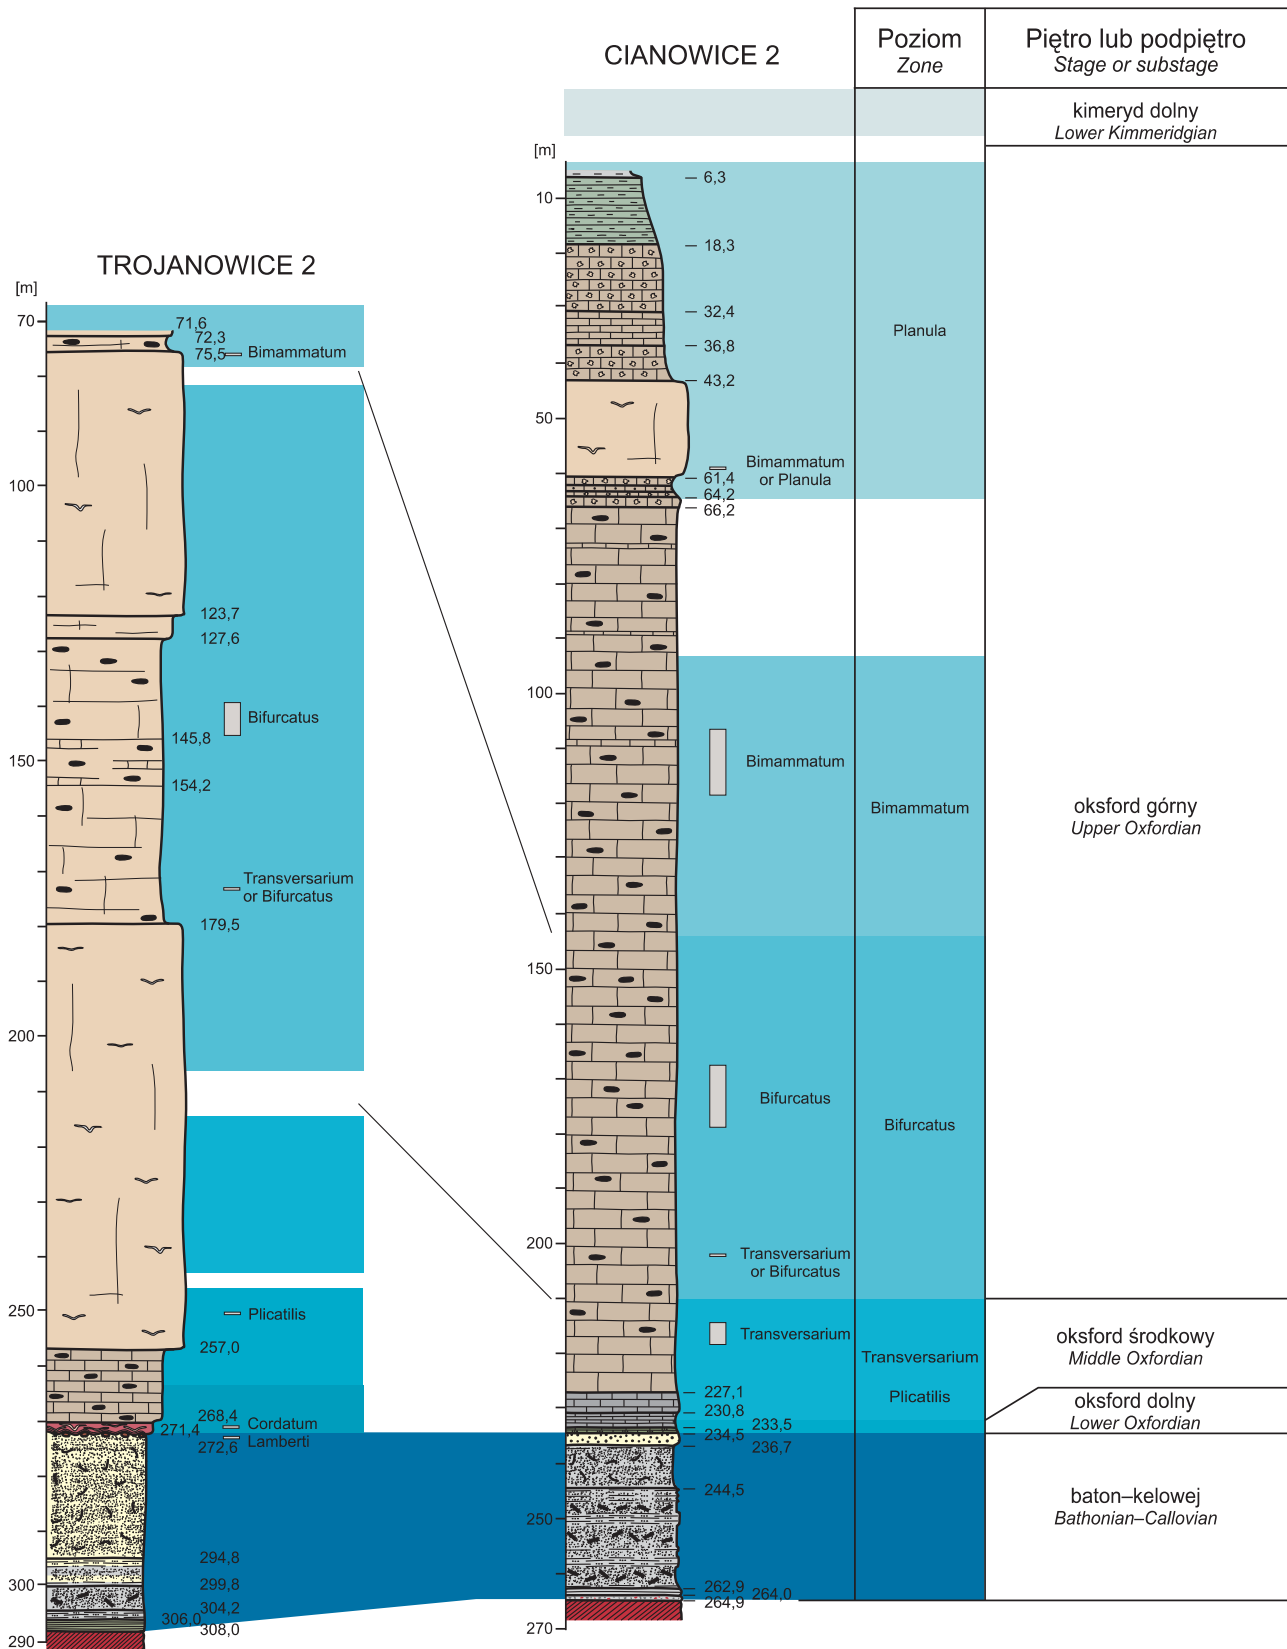 TROJANOWICE 2
[m]
70
100
150
200
250
300
290
71,6
72,3
75,5
Bimammatum
123,7
127,6
Bifurcatus
145,8
154,2
Transversarium
or Bifurcatus
179,5
Plicatilis
257,0
268,4
271,4
Cordatum
Lamberti
272,6
294,8
299,8
304,2
306,0
308,0
CIANOWICE 2
[m]
10
50
100
150
200
250
270
6,3
18,3
32,4
36,8
43,2
Bimammatum
or Planula
61,4
64,2
66,2
Bimammatum
Bifurcatus
Transversarium
or Bifurcatus
Transversarium
227,1
230,8
233,5
234,5
236,7
244,5
262,9
264,0
264,9
Poziom
Zone
Planula
Bimammatum
Bifurcatus
Transversarium
Plicatilis
Piętro lub podpiętro
Stage or substage
kimeryd dolny
Lower Kimmeridgian
oksford górny
Upper Oxfordian
oksford środkowy
Middle Oxfordian
oksford dolny
Lower Oxfordian
baton–kelowej
Bathonian–Callovian